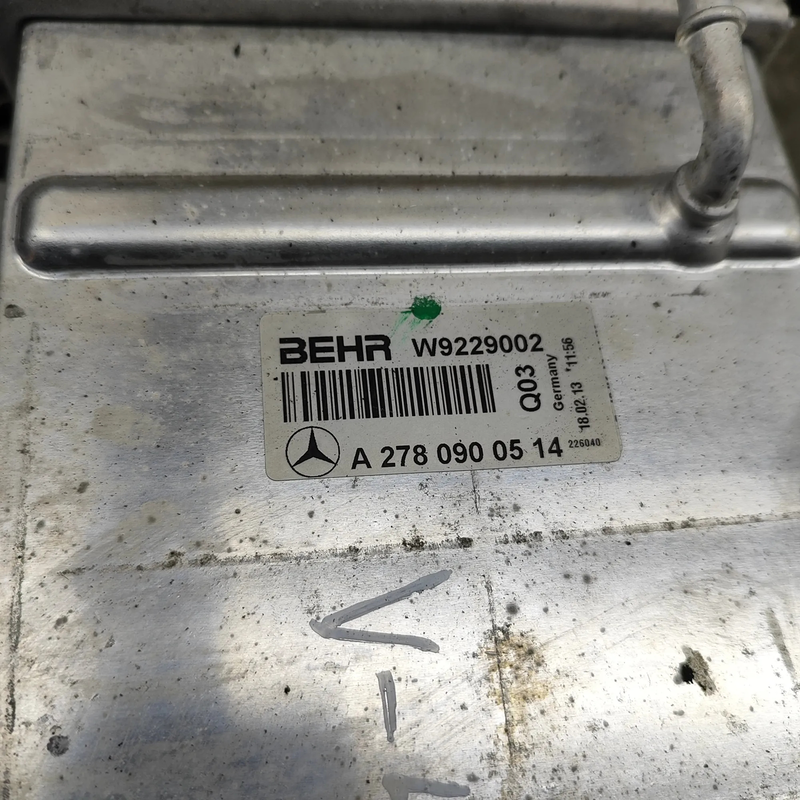 BEHR W9229002
Q03
Germany
18.02.13 *11:56
A 278 090 05 14
226040